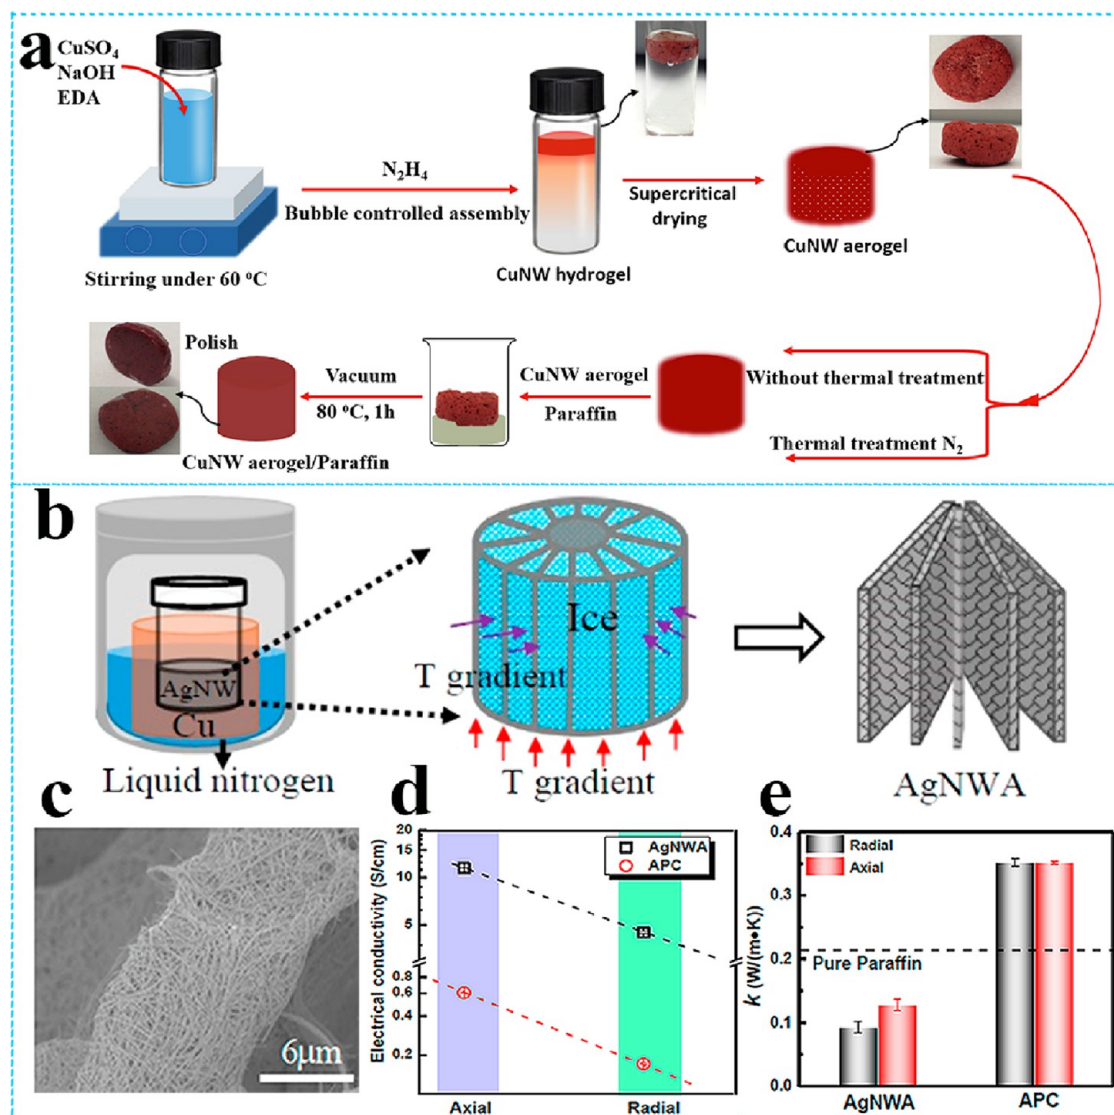 a
CuSO₄
NaOH
EDA
Stirring under 60 °C
N₂H₄
Bubble controlled assembly
CuNW hydrogel
Supercritical
drying
CuNW aerogel
Without thermal treatment
Thermal treatment N₂
CuNW aerogel
Paraffin
Vacuum
80 °C, 1h
Polish
CuNW aerogel/Paraffin
b
AgNW
Cu
Liquid nitrogen
Ice
T gradient
T gradient
AgNWA
c
6μm
d
Electrical conductivity (S/cm)
20
15
10
5
0.8
0.6
0.4
0.2
AgNWA
APC
Axial
Radial
e
k (W/(m•K))
0.4
0.3
0.2
0.1
0.0
Radial
Axial
Pure Paraffin
AgNWA
APC